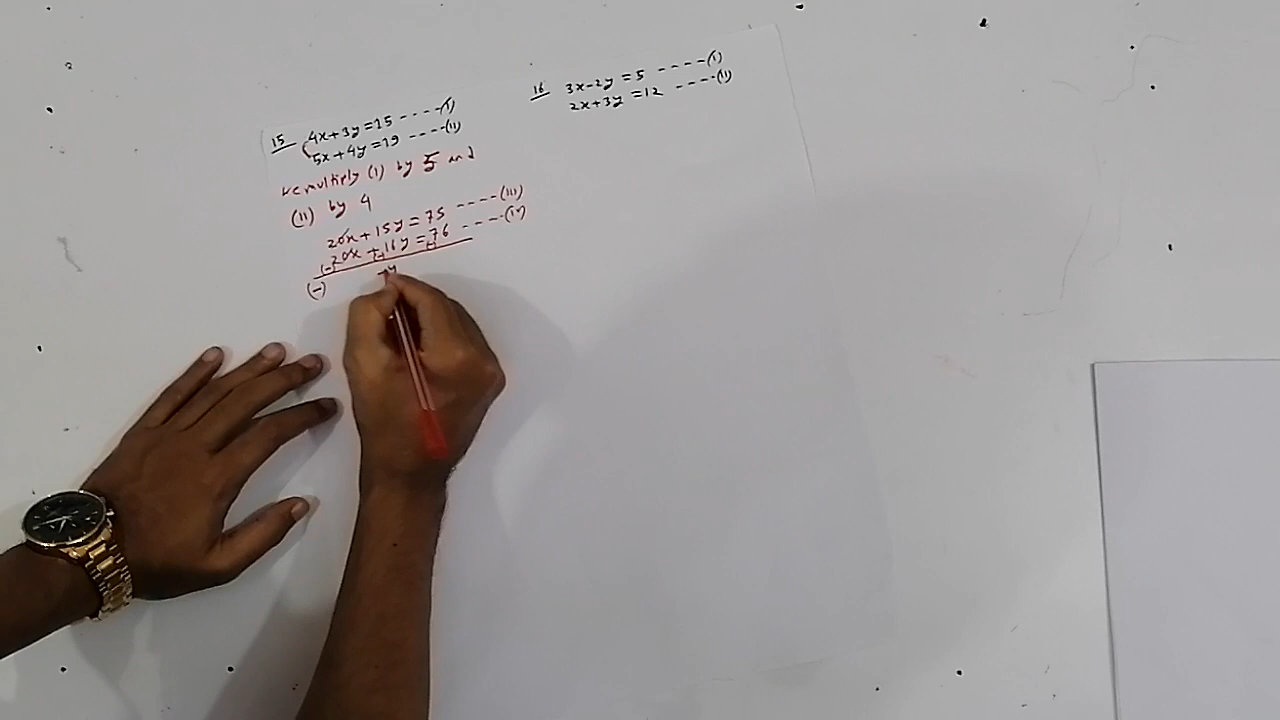 15 4x+3y=15 ----(I)
5x+4y=19 ----(II)
we multiply (I) by 5 and
(II) by 4
20x+15y=75 ----(III)
20x+16y=76 ----(IV)
(-) (-) (-)
(-) -y
16 3x-2y=5 ----(I)
2x+3y=12 ----(II)